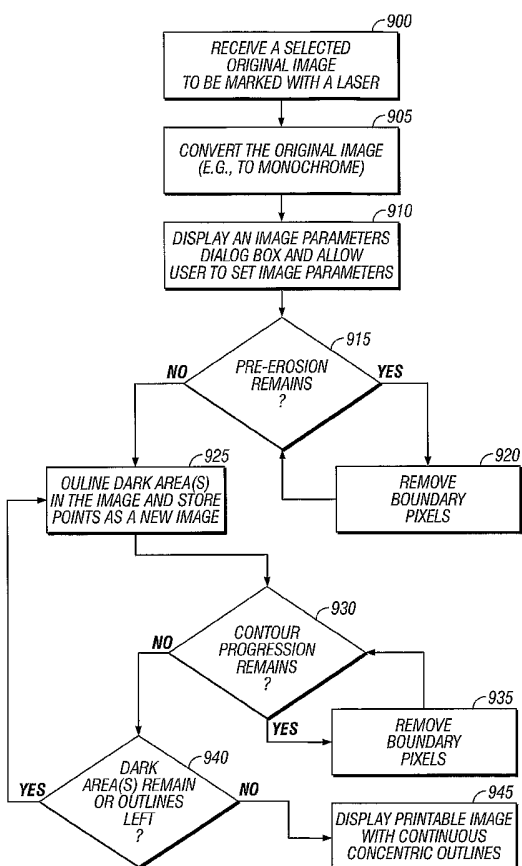 900
RECEIVE A SELECTED
ORIGINAL IMAGE
TO BE MARKED WITH A LASER
905
CONVERT THE ORIGINAL IMAGE
(E.G., TO MONOCHROME)
910
DISPLAY AN IMAGE PARAMETERS
DIALOG BOX AND ALLOW
USER TO SET IMAGE PARAMETERS
915
NO
PRE-EROSION
REMAINS
?
YES
925
OULINE DARK AREA(S)
IN THE IMAGE AND STORE
POINTS AS A NEW IMAGE
920
REMOVE
BOUNDARY
PIXELS
930
NO
CONTOUR
PROGRESSION
REMAINS
?
YES
935
REMOVE
BOUNDARY
PIXELS
940
YES
DARK
AREA(S) REMAIN
OR OUTLINES
LEFT
?
NO
945
DISPLAY PRINTABLE IMAGE
WITH CONTINUOUS
CONCENTRIC OUTLINES